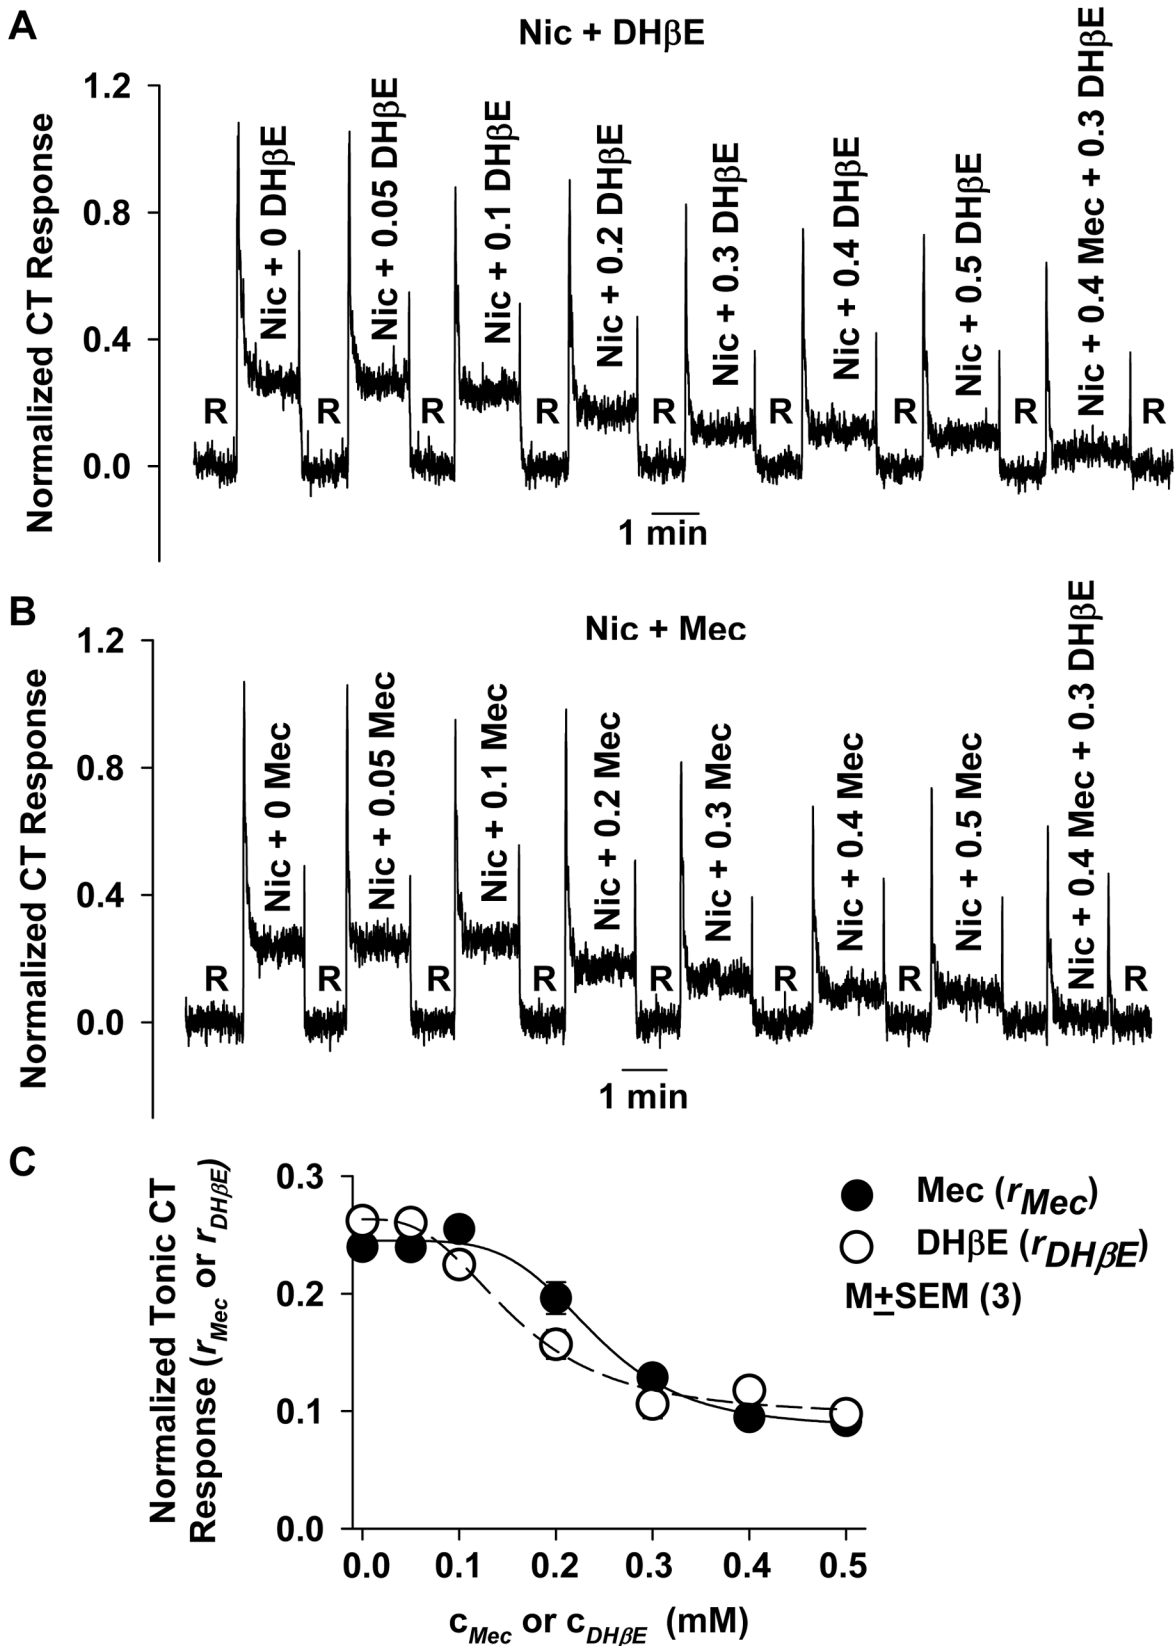 A
Nic + DHβE
Normalized CT Response
1.2
0.8
0.4
0.0
R
Nic + 0 DHβE
R
Nic + 0.05 DHβE
R
Nic + 0.1 DHβE
R
Nic + 0.2 DHβE
R
Nic + 0.3 DHβE
R
Nic + 0.4 DHβE
R
Nic + 0.5 DHβE
R
Nic + 0.4 Mec + 0.3 DHβE
R
1 min
B
Nic + Mec
Normalized CT Response
1.2
0.8
0.4
0.0
R
Nic + 0 Mec
R
Nic + 0.05 Mec
R
Nic + 0.1 Mec
R
Nic + 0.2 Mec
R
Nic + 0.3 Mec
R
Nic + 0.4 Mec
R
Nic + 0.5 Mec
Nic + 0.4 Mec + 0.3 DHβE
R
1 min
C
Normalized Tonic CT
Response (rMec or rDHβE)
0.3
0.2
0.1
0.0
0.0 0.1 0.2 0.3 0.4 0.5
cMec or cDHβE (mM)
Mec (rMec)
DHβE (rDHβE)
M±SEM (3)